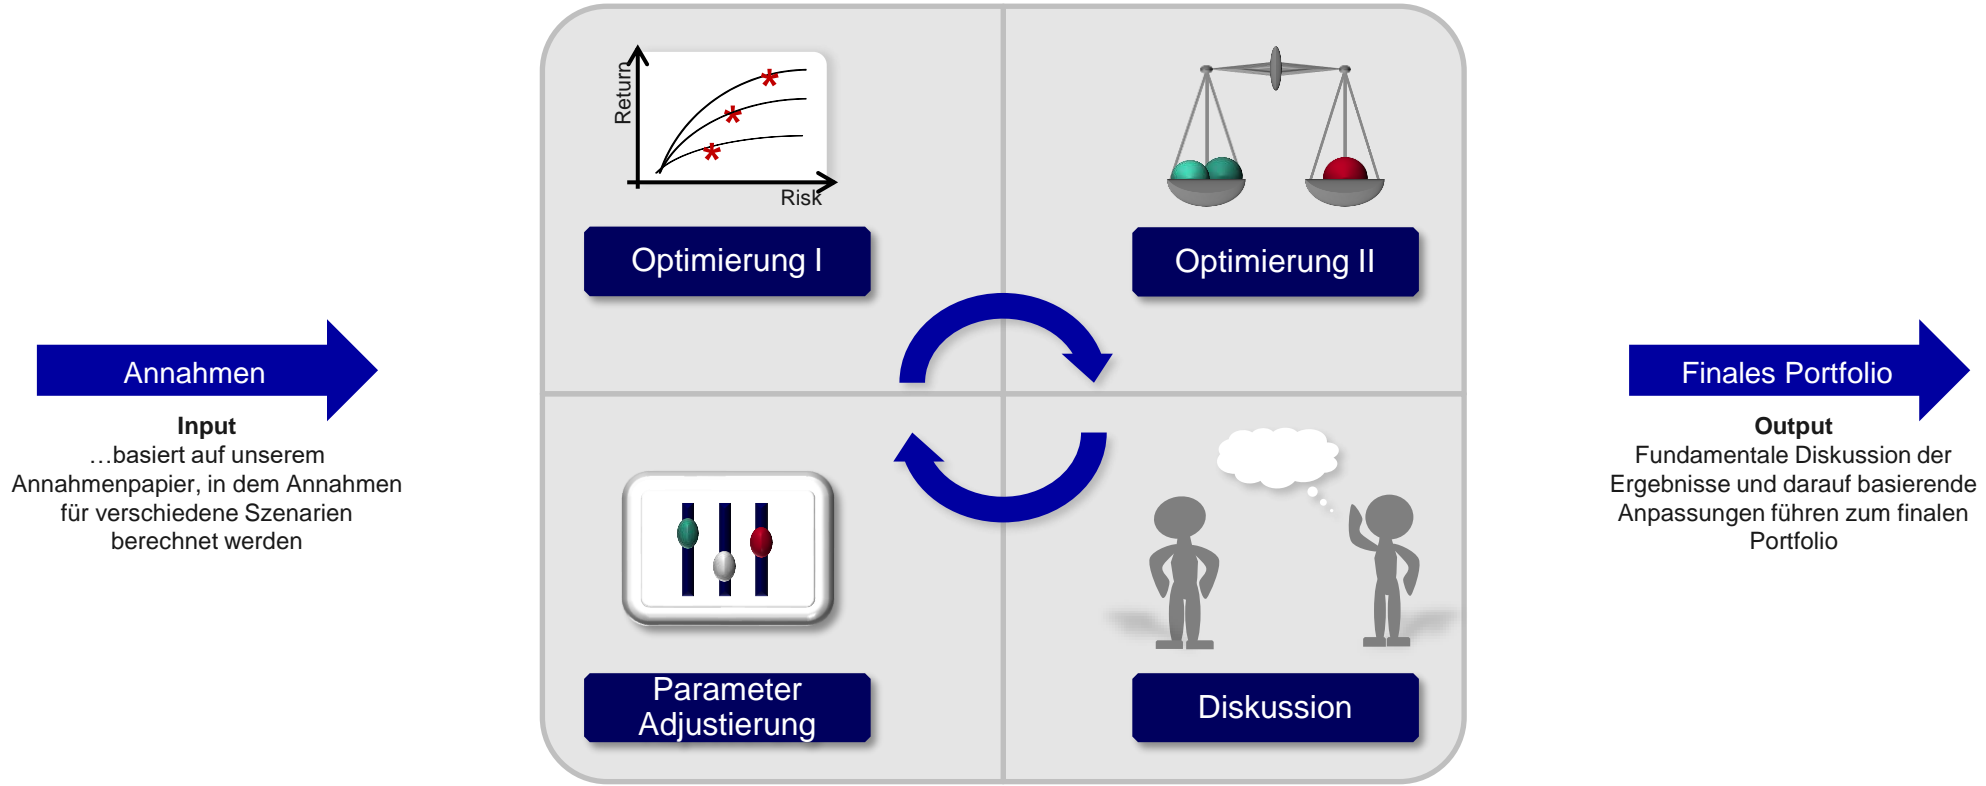 Return
Risk
Optimierung I
Optimierung II
Annahmen
Input
…basiert auf unserem
Annahmenpapier, in dem Annahmen
für verschiedene Szenarien
berechnet werden
Finales Portfolio
Output
Fundamentale Diskussion der
Ergebnisse und darauf basierende
Anpassungen führen zum finalen
Portfolio
Parameter
Adjustierung
Diskussion